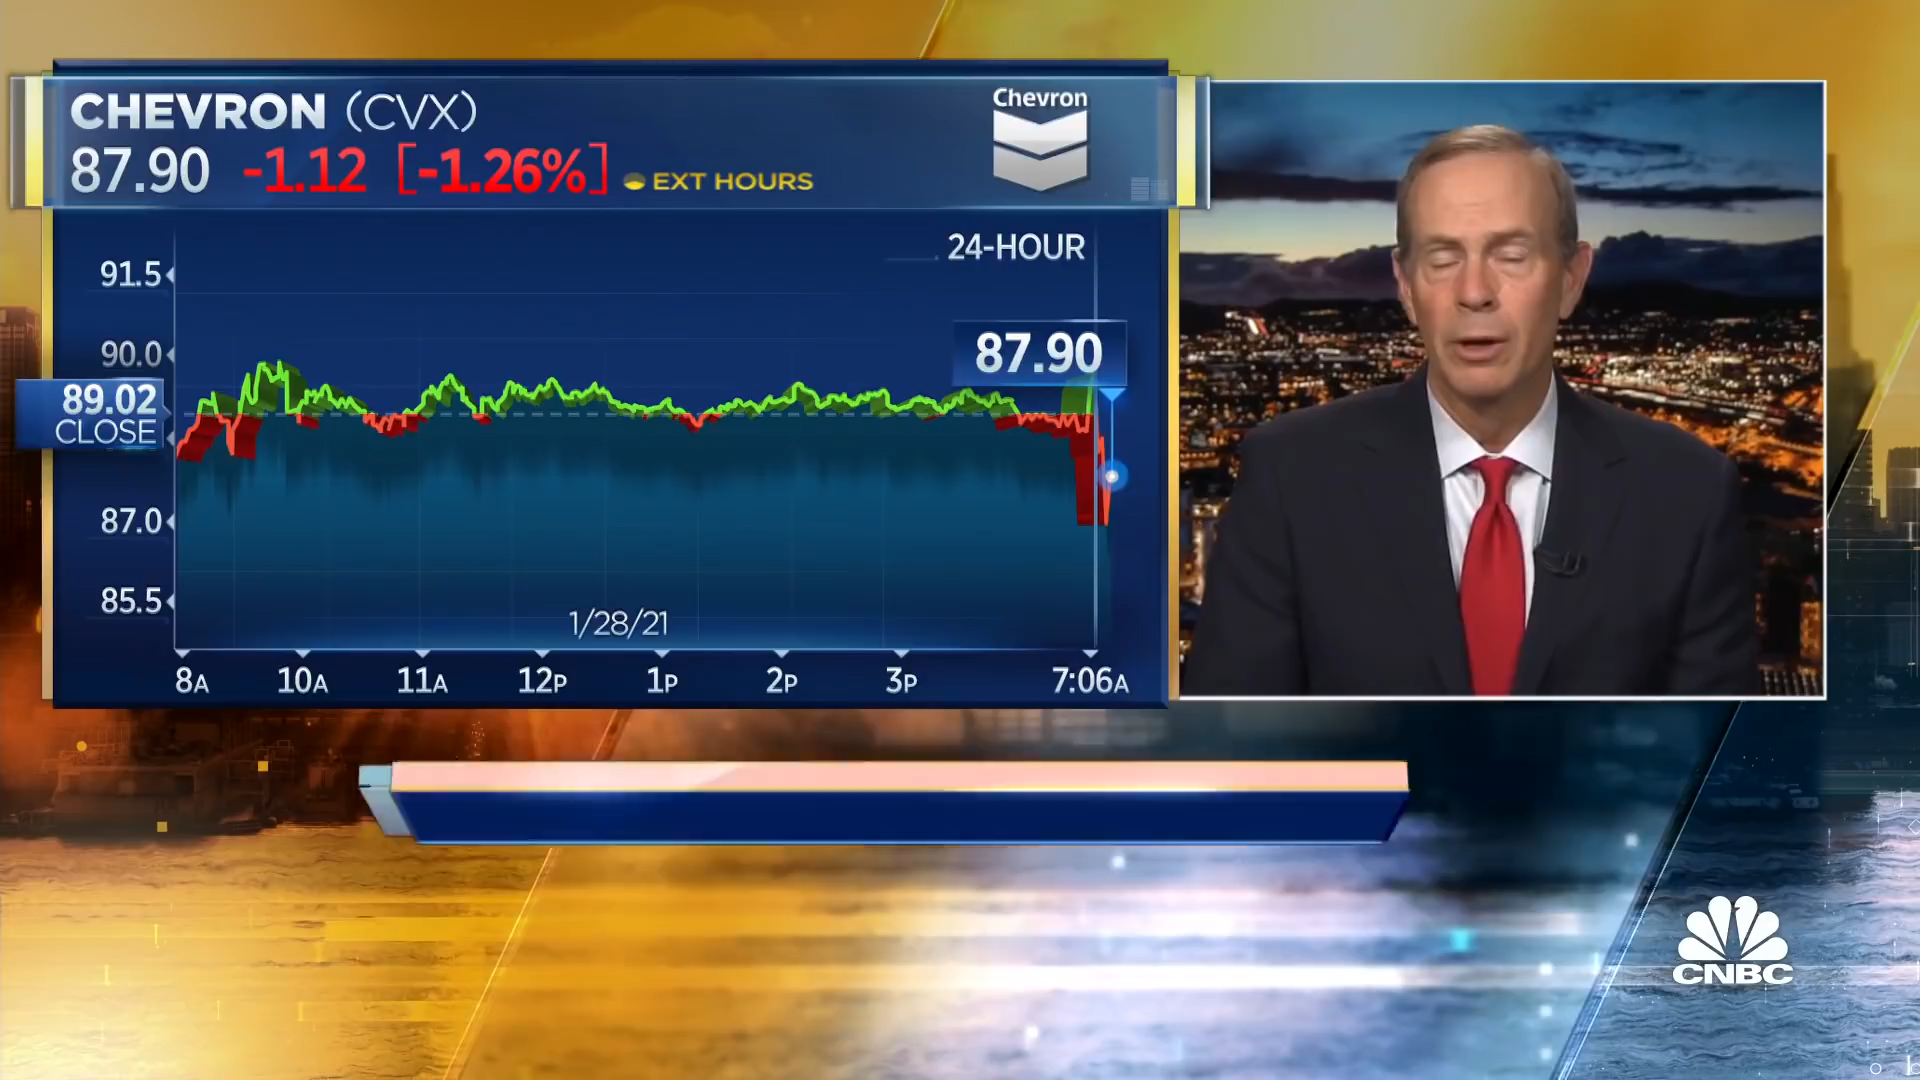 CHEVRON (CVX)
87.90 -1.12 [-1.26%] EXT HOURS
Chevron
24-HOUR
91.5
90.0
87.90
89.02
CLOSE
87.0
85.5
1/28/21
8A 10A 11A 12P 1P 2P 3P 7:06A
CNBC